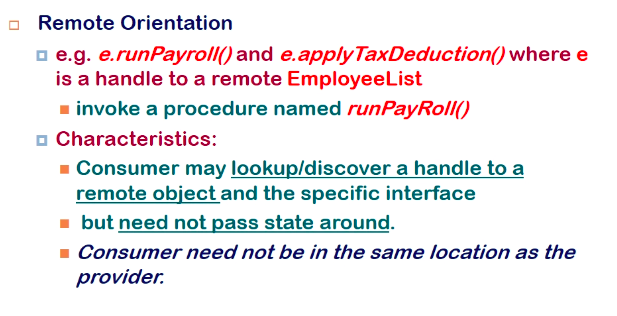 Remote Orientation
e.g. e.runPayroll() and e.applyTaxDeduction() where e
is a handle to a remote EmployeeList
invoke a procedure named runPayRoll()
Characteristics:
Consumer may lookup/discover a handle to a
remote object and the specific interface
but need not pass state around.
Consumer need not be in the same location as the
provider.